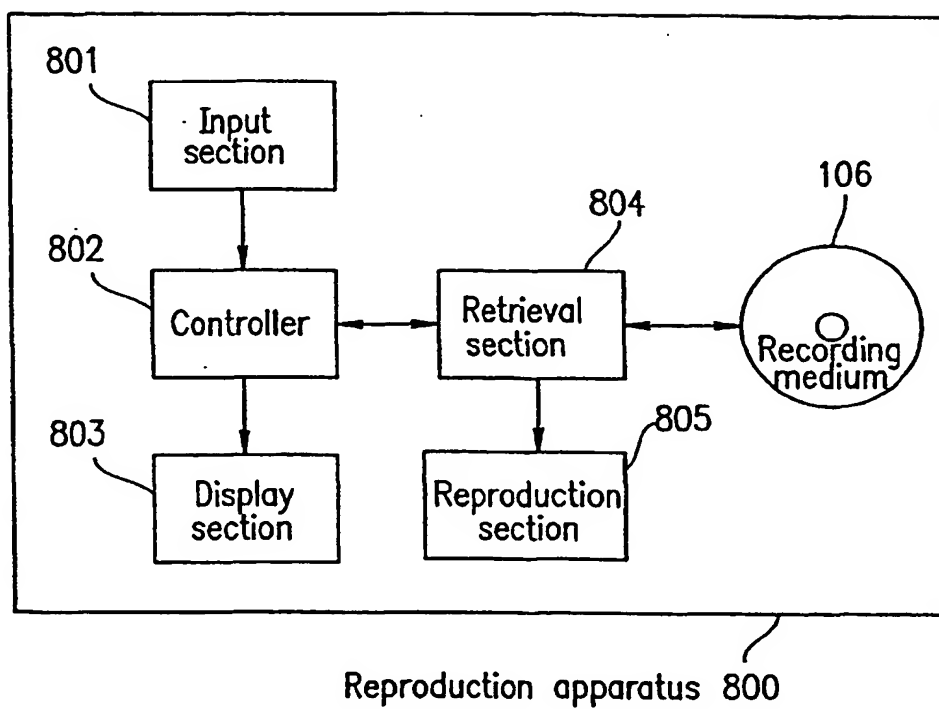 801
Input
section
802
Controller
803
Display
section
804
Retrieval
section
805
Reproduction
section
106
Recording
medium
Reproduction apparatus 800